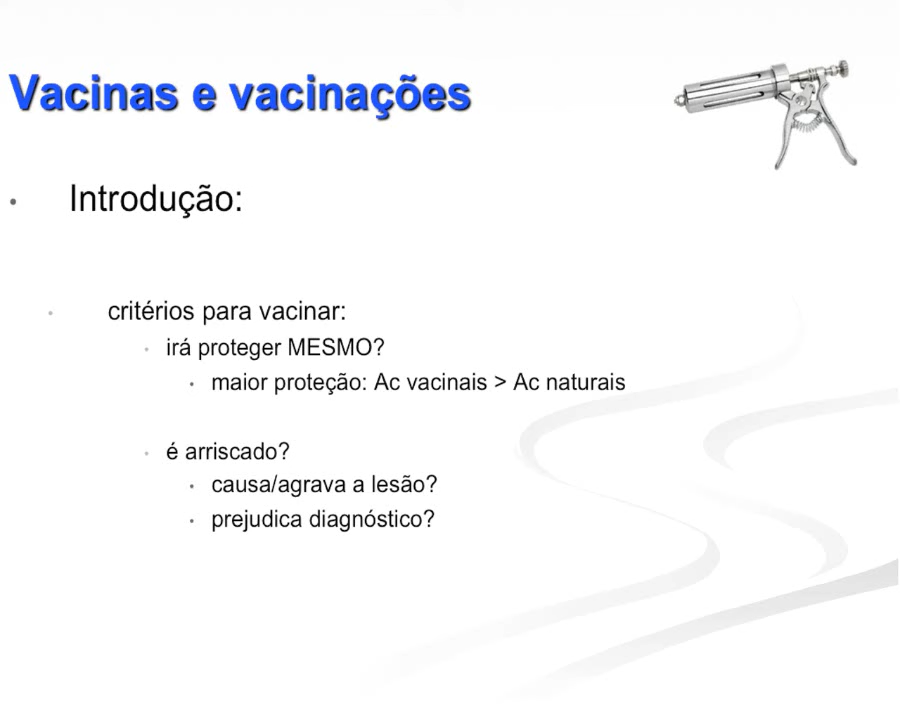 Vacinas e vacinações
• Introdução:
• critérios para vacinar:
• irá proteger MESMO?
• maior proteção: Ac vacinais > Ac naturais
• é arriscado?
• causa/agrava a lesão?
• prejudica diagnóstico?